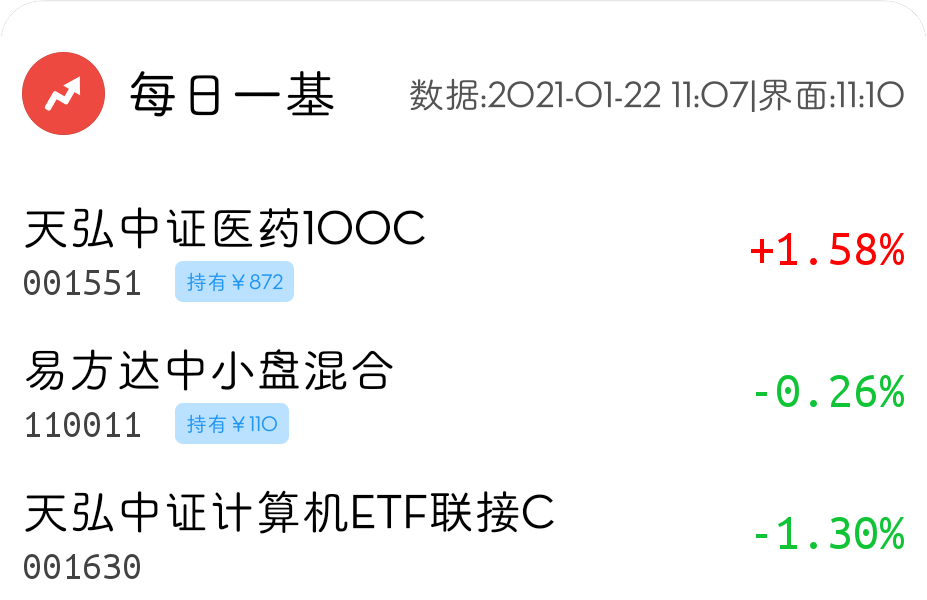 每日一基 数据:2021-01-22 11:07|界面:11:10
天弘中证医药100C +1.58%
001551 持有￥872
易方达中小盘混合 -0.26%
110011 持有￥110
天弘中证计算机ETF联接C -1.30%
001630